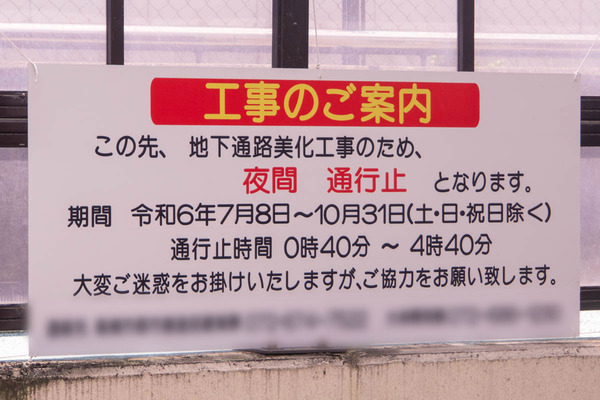 工事のご案内
この先、 地下通路美化工事のため、
夜間 通行止 となります。
期間 令和6年7月8日～10月31日(土・日・祝日除く)
通行止時間 0時40分 ～ 4時40分
大変ご迷惑をお掛けいたしますが、ご協力をお願い致します。